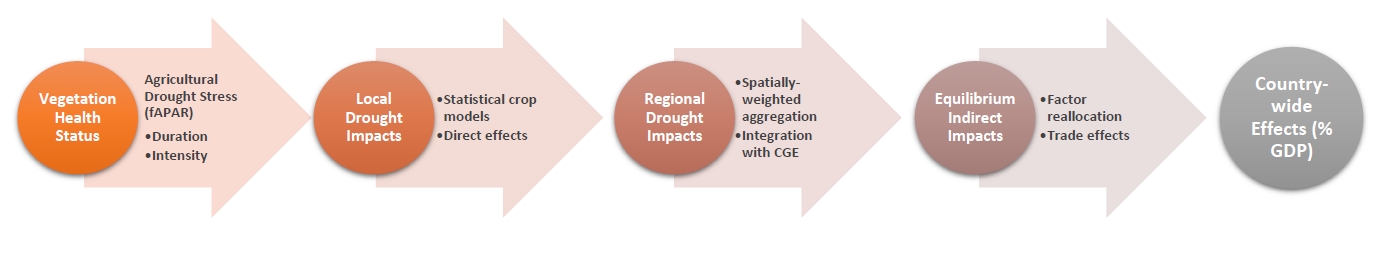 Vegetation
Health
Status
Agricultural
Drought Stress
(fAPAR)
•Duration
•Intensity
Local
Drought
Impacts
•Statistical crop
models
•Direct effects
Regional
Drought
Impacts
•Spatially-
weighted
aggregation
•Integration
with CGE
Equilibrium
Indirect
Impacts
•Factor
reallocation
•Trade effects
Country-
wide
Effects (%
GDP)